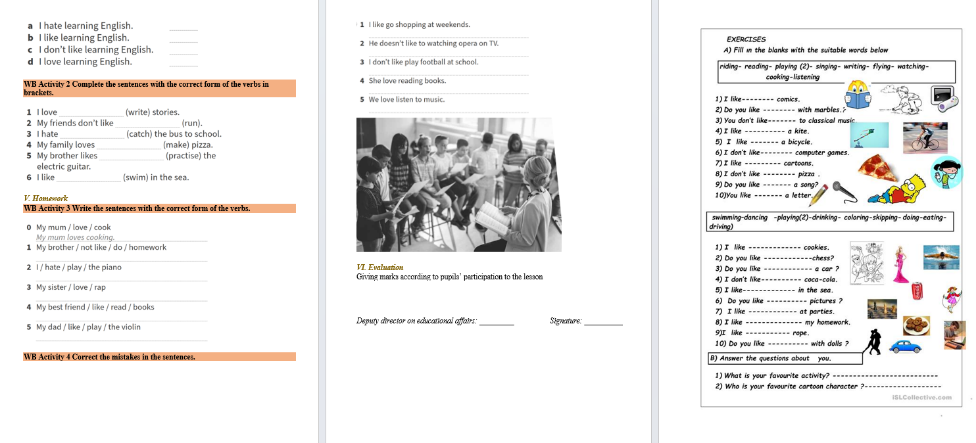 a I hate learning English. ______
b I like learning English. ______
c I don't like learning English. ______
d I love learning English. ______
WB Activity 2 Complete the sentences with the correct form of the verbs in
brackets.
1 I love ____________ (write) stories.
2 My friends don't like ____________ (run).
3 I hate ____________ (catch) the bus to school.
4 My family loves ____________ (make) pizza.
5 My brother likes ____________ (practise) the
electric guitar.
6 I like ____________ (swim) in the sea.
V. Homework
WB Activity 3 Write the sentences with the correct form of the verbs.
0 My mum / love / cook
My mum loves cooking.
1 My brother / not like / do / homework
2 I / hate / play / the piano
3 My sister / love / rap
4 My best friend / like / read / books
5 My dad / like / play / the violin
WB Activity 4 Correct the mistakes in the sentences.
1 I like go shopping at weekends.
2 He doesn't like to watching opera on TV.
3 I don't like play football at school.
4 She love reading books.
5 We love listen to music.
VI. Evaluation
Giving marks according to pupils' participation to the lesson
Deputy director on educational affairs: ________ Signature: ________
EXERCISES
A) Fill in the blanks with the suitable words below
riding- reading- playing (2)- singing- writing- flying- watching-
cooking-listening
1) I like-------- comics.
2) Do you like -------- with marbles.?
3) You don't like------- to classical music
4) I like ---------- a kite.
5) I like ---------- a bicycle.
6) I don't like-------- computer games.
7) I like --------- cartoons.
8) I don't like ------- pizza .
9) Do you like ------- a song?
10)You like ------- a letter
swimming-dancing -playing(2)-drinking- coloring-skipping- doing-eating-
driving)
1) I like ------------- cookies.
2) Do you like ------------chess?
3) Do you like ----------- a car ?
4) I don't like ---------- coca-cola.
5) I like------------- in the sea.
6) Do you like ---------- pictures ?
7) I like ------------ at parties.
8) I like --------------- my homework.
9)I like ----------- rope.
10) Do you like ---------- with dolls ?
B) Answer the questions about you.
1) What is your favourite activity? --------------------------
2) Who is your favourite cartoon character ?-------------------
iSLCollective.com